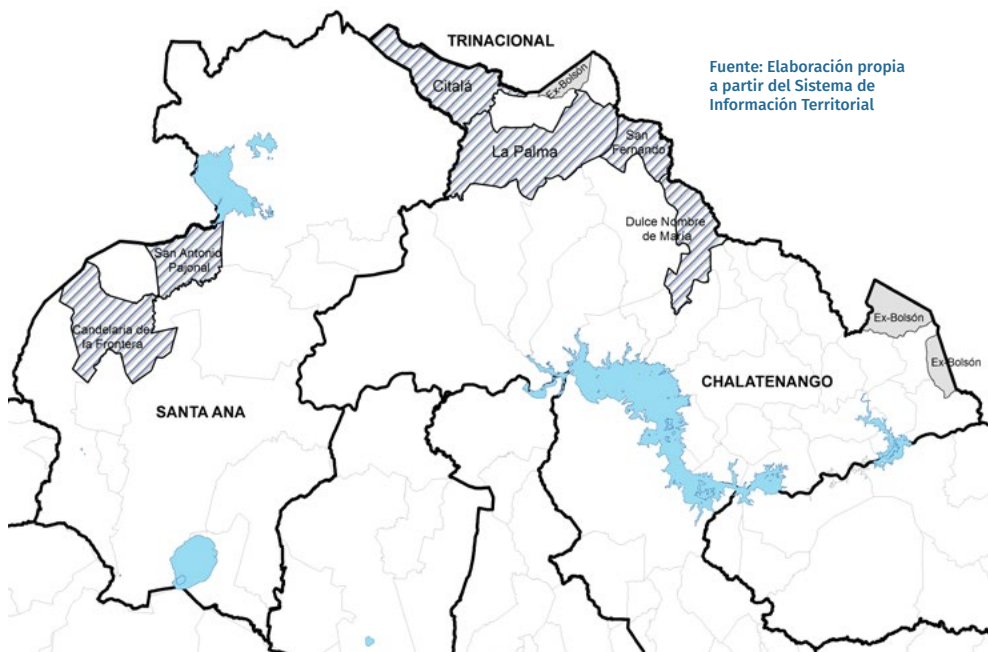 TRINACIONAL
Fuente: Elaboración propia
a partir del Sistema de
Información Territorial
Citalá
Ex-Bolsón
La Palma
San
Fernando
Dulce Nombre
de María
San Antonio
Pajonal
Candelaria de
la Frontera
Ex-Bolsón
Ex-Bolsón
CHALATENANGO
SANTA ANA